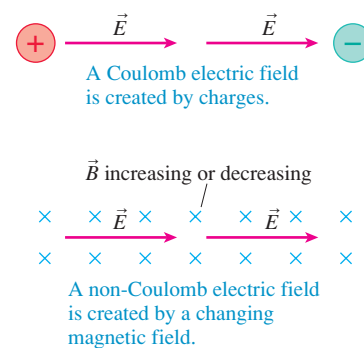 E⃗ E⃗
+ −
A Coulomb electric field
is created by charges.
B⃗ increasing or decreasing
× × × × × × ×
E⃗ E⃗
× × × × × × ×
A non-Coulomb electric field
is created by a changing
magnetic field.